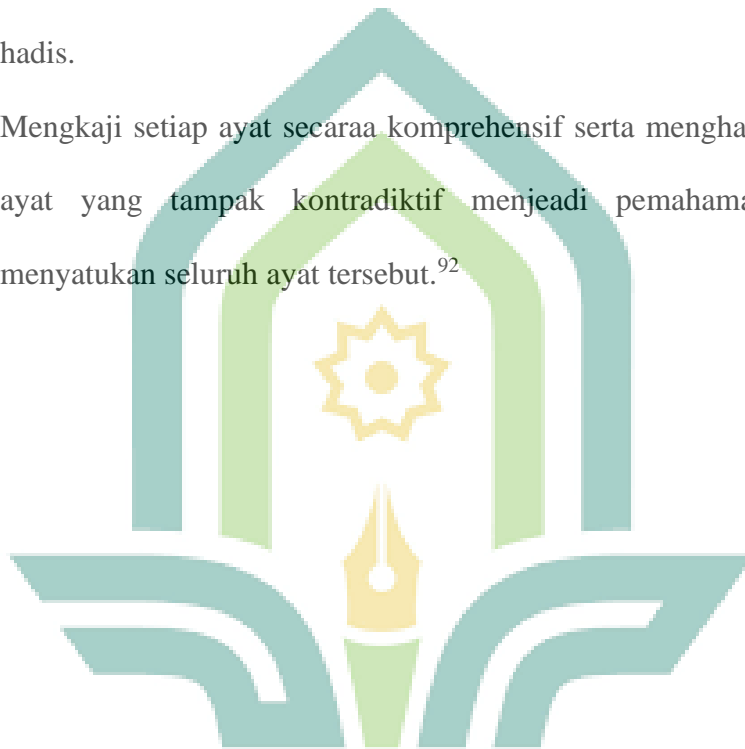 hadis.
Mengkaji setiap ayat secaraa komprehensif serta mengha
ayat yang tampak kontradiktif menjeadi pemahama
menyatukan seluruh ayat tersebut.92